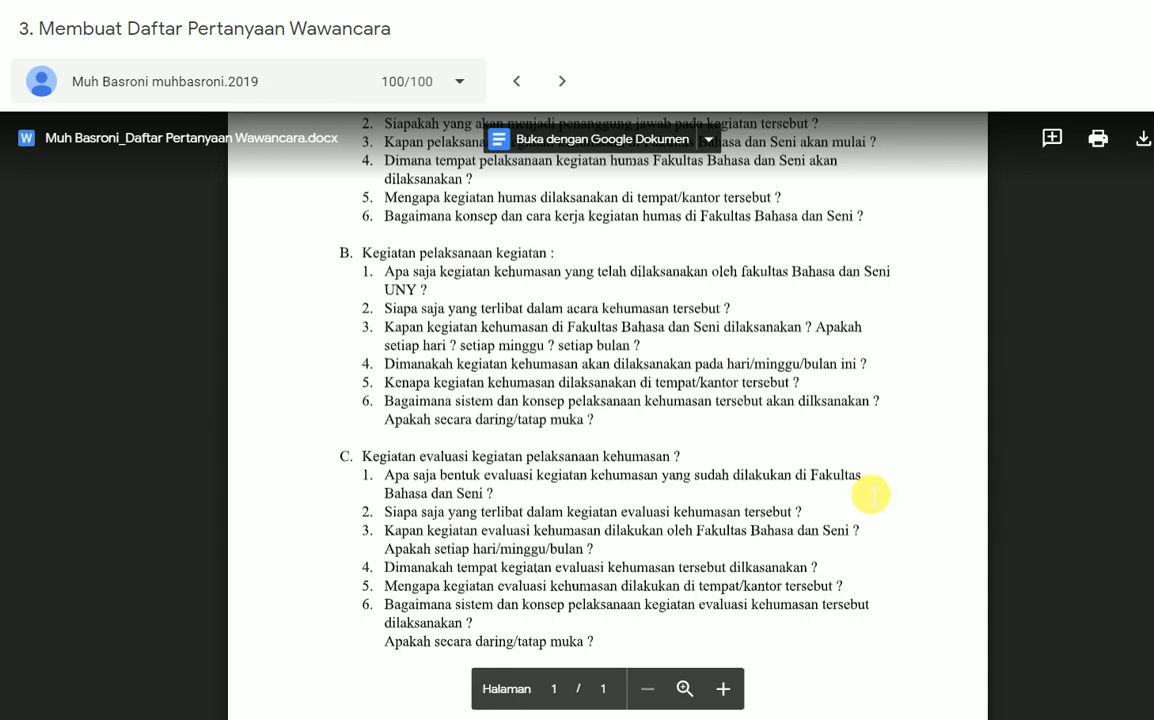 3. Membuat Daftar Pertanyaan Wawancara
Muh Basroni muhbasroni.2019 100/100
2. Siapakah yang akan menjadi penanggung jawab pada kegiatan tersebut ?
Muh Basroni_Daftar Pertanyaan Wawancara.docx
Buka dengan Google Dokumen
3. Kapan pelaksana Bahasa dan Seni akan mulai ?
4. Dimana tempat pelaksanaan kegiatan humas Fakultas Bahasa dan Seni akan
dilaksanakan ?
5. Mengapa kegiatan humas dilaksanakan di tempat/kantor tersebut ?
6. Bagaimana konsep dan cara kerja kegiatan humas di Fakultas Bahasa dan Seni ?
B. Kegiatan pelaksanaan kegiatan :
1. Apa saja kegiatan kehumasan yang telah dilaksanakan oleh fakultas Bahasa dan Seni
UNY ?
2. Siapa saja yang terlibat dalam acara kehumasan tersebut ?
3. Kapan kegiatan kehumasan di Fakultas Bahasa dan Seni dilaksanakan ? Apakah
setiap hari ? setiap minggu ? setiap bulan ?
4. Dimanakah kegiatan kehumasan akan dilaksanakan pada hari/minggu/bulan ini ?
5. Kenapa kegiatan kehumasan dilaksanakan di tempat/kantor tersebut ?
6. Bagaimana sistem dan konsep pelaksanaan kehumasan tersebut akan dilksanakan ?
Apakah secara daring/tatap muka ?
C. Kegiatan evaluasi kegiatan pelaksanaan kehumasan ?
1. Apa saja bentuk evaluasi kegiatan kehumasan yang sudah dilakukan di Fakultas
Bahasa dan Seni ?
2. Siapa saja yang terlibat dalam kegiatan evaluasi kehumasan tersebut ?
3. Kapan kegiatan evaluasi kehumasan dilakukan oleh Fakultas Bahasa dan Seni ?
Apakah setiap hari/minggu/bulan ?
4. Dimanakah tempat kegiatan evaluasi kehumasan tersebut dilkasanakan ?
5. Mengapa kegiatan evaluasi kehumasan dilakukan di tempat/kantor tersebut ?
6. Bagaimana sistem dan konsep pelaksanaan kegiatan evaluasi kehumasan tersebut
dilaksanakan ?
Apakah secara daring/tatap muka ?
Halaman 1 / 1